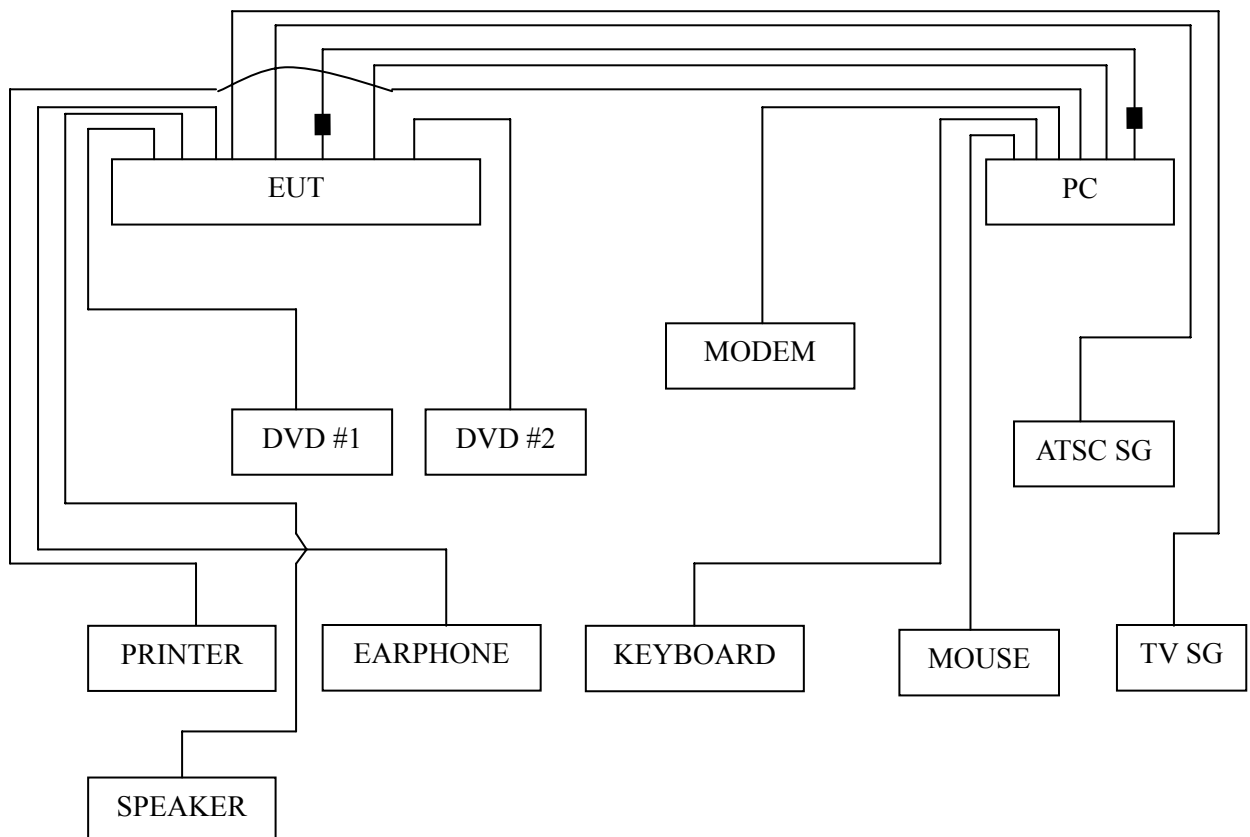 EUT
PC
MODEM
DVD #1
DVD #2
ATSC SG
PRINTER
EARPHONE
KEYBOARD
MOUSE
TV SG
SPEAKER